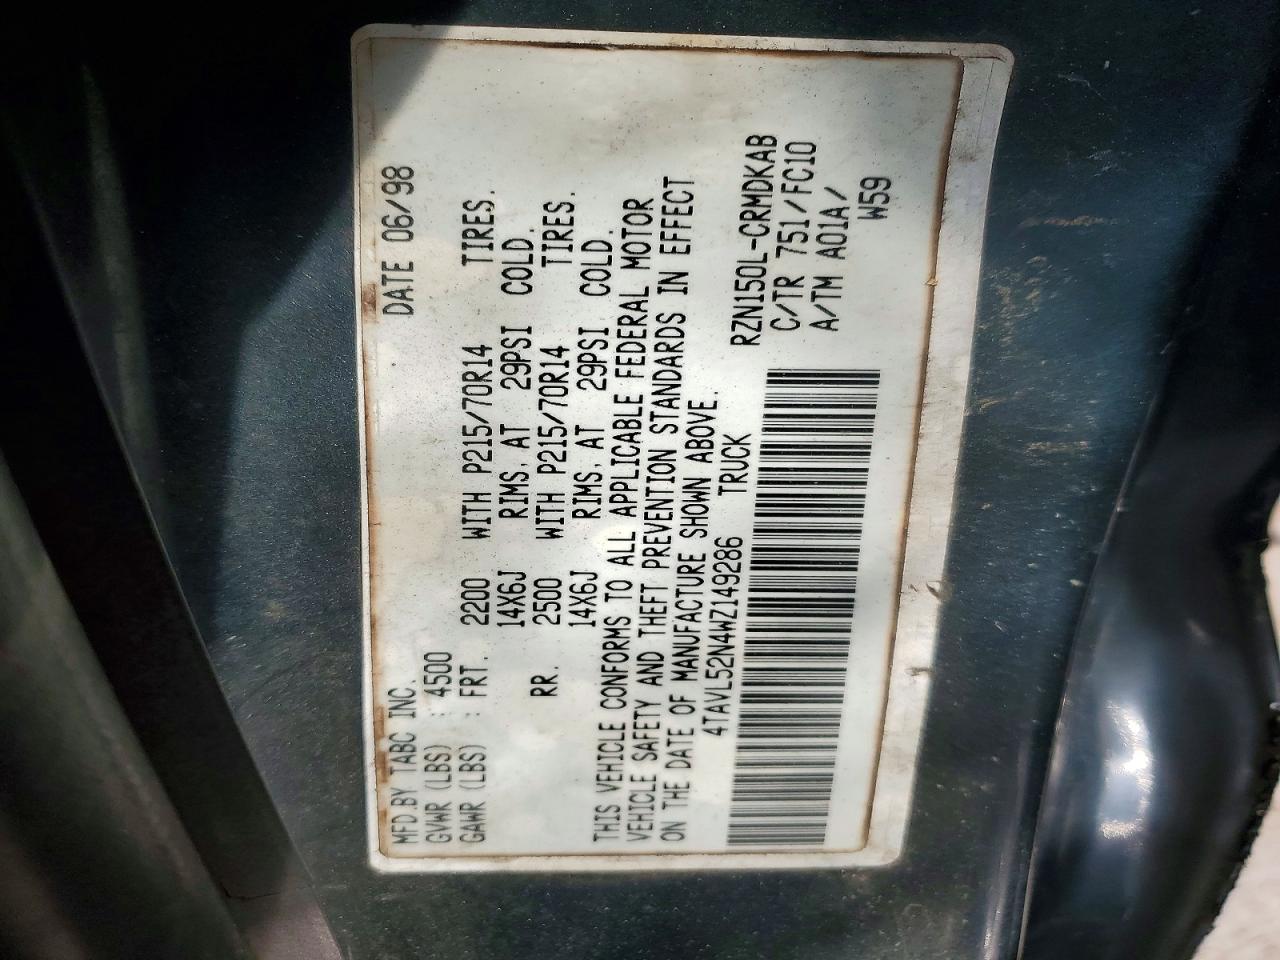 MFD.BY TABC INC. DATE 06/98
GVWR (LBS) : 4500
GAWR (LBS) : FRT. 2200 WITH P215/70R14 TIRES.
14X6J RIMS, AT 29PSI COLD.
RR. 2500 WITH P215/70R14 TIRES.
14X6J RIMS, AT 29PSI COLD.
THIS VEHICLE CONFORMS TO ALL APPLICABLE FEDERAL MOTOR
VEHICLE SAFETY AND THEFT PREVENTION STANDARDS IN EFFECT
ON THE DATE OF MANUFACTURE SHOWN ABOVE.
4TAVL52N4WZ149286 TRUCK
RZN150L-CRMDKAB
C/TR 751/FC10
A/TM A01A/
W59